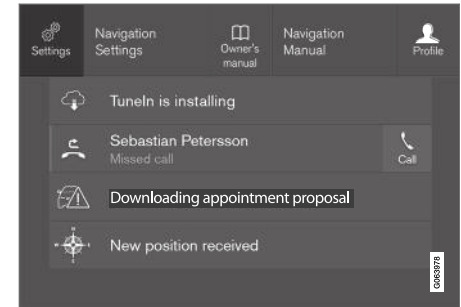 Settings
Navigation
Settings
Owner's
manual
Navigation
Manual
Profile
TuneIn is installing
Sebastian Petersson
Missed call
Call
Downloading appointment proposal
New position received
G063978